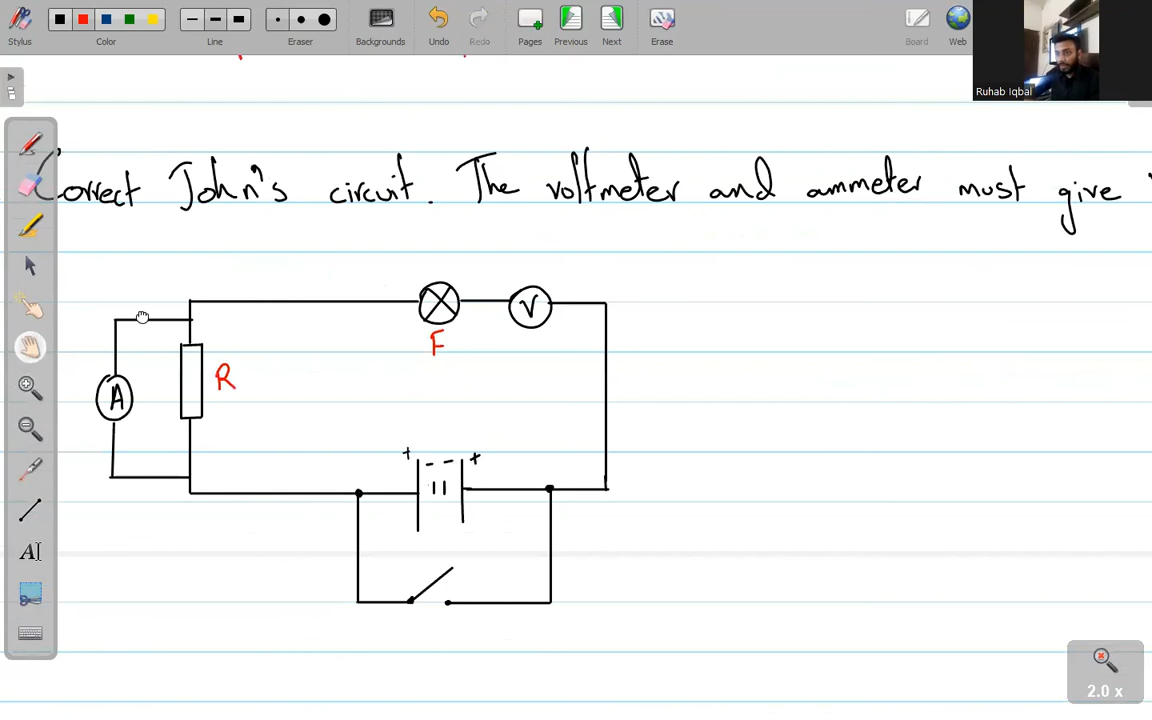 Stylus
Color
Line
Eraser
Backgrounds
Undo
Redo
Pages
Previous
Next
Erase
Board
Web
Ruhab Iqbal
Correct John's circuit. The voltmeter and ammeter must give
F
V
A
R
+ +
A
2.0 x